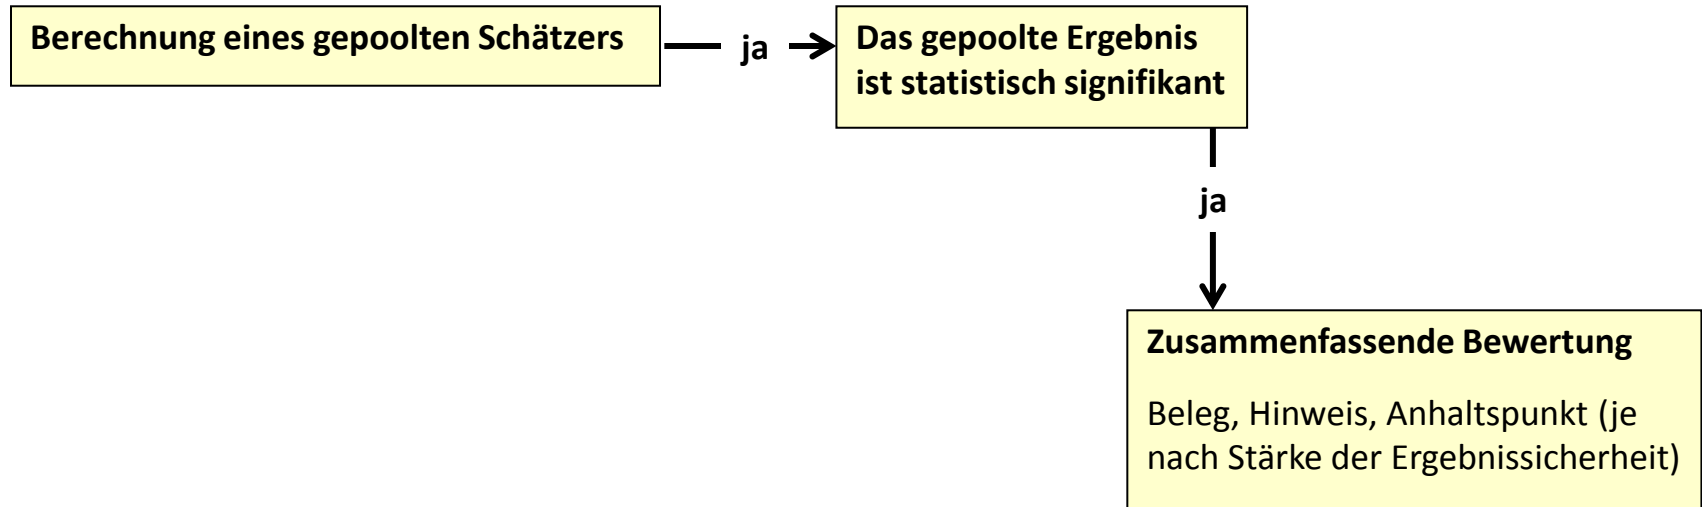 Berechnung eines gepoolten Schätzers
ja
Das gepoolte Ergebnis
ist statistisch signifikant
ja
Zusammenfassende Bewertung
Beleg, Hinweis, Anhaltspunkt (je
nach Stärke der Ergebnissicherheit)